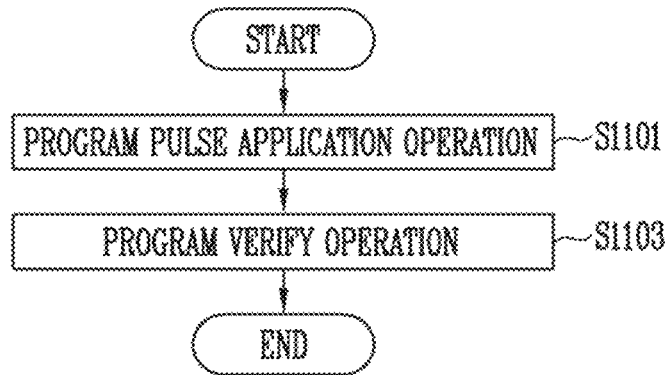 START
PROGRAM PULSE APPLICATION OPERATION
S1101
PROGRAM VERIFY OPERATION
S1103
END